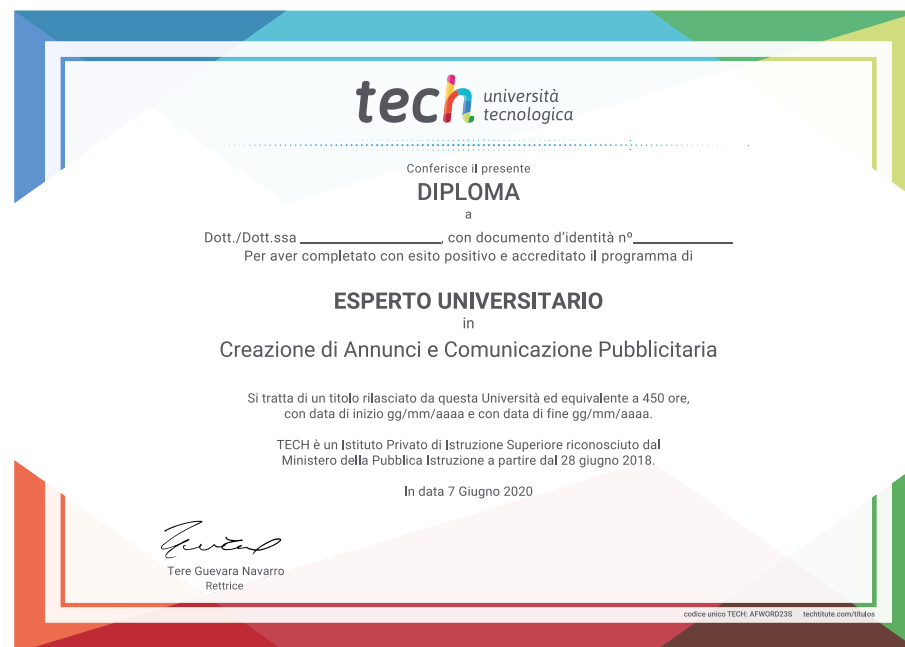 tech università
tecnologica
Conferisce il presente
DIPLOMA
a
Dott./Dott.ssa ____________________, con documento d'identità nº______________
Per aver completato con esito positivo e accreditato il programma di
ESPERTO UNIVERSITARIO
in
Creazione di Annunci e Comunicazione Pubblicitaria
Si tratta di un titolo rilasciato da questa Università ed equivalente a 450 ore,
con data di inizio gg/mm/aaaa e con data di fine gg/mm/aaaa.
TECH è un Istituto Privato di Istruzione Superiore riconosciuto dal
Ministero della Pubblica Istruzione a partire dal 28 giugno 2018.
In data 7 Giugno 2020
Tere Guevara Navarro
Rettrice
codice unico TECH: AFWORD23S techtitute.com/títulos